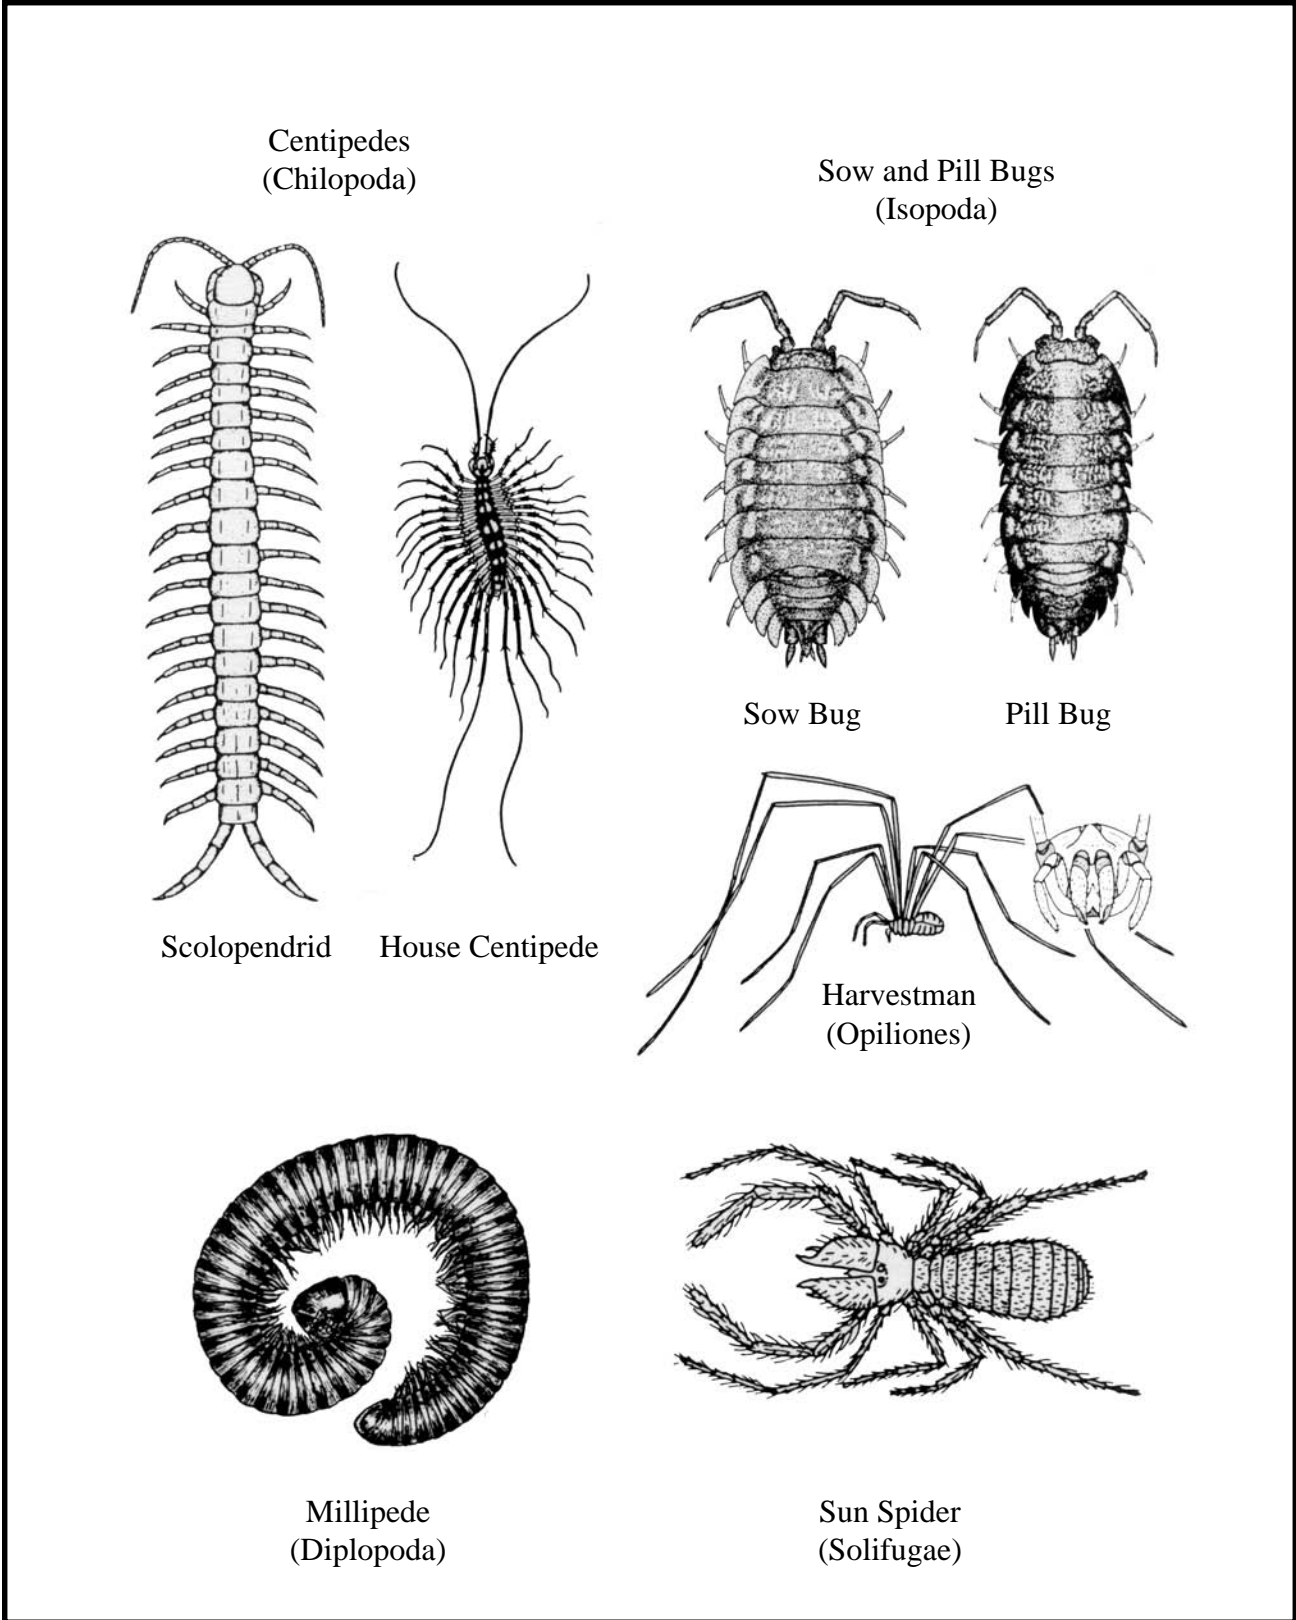 Centipedes
(Chilopoda)
Sow and Pill Bugs
(Isopoda)
Sow Bug
Pill Bug
Scolopendrid
House Centipede
Harvestman
(Opiliones)
Millipede
(Diplopoda)
Sun Spider
(Solifugae)